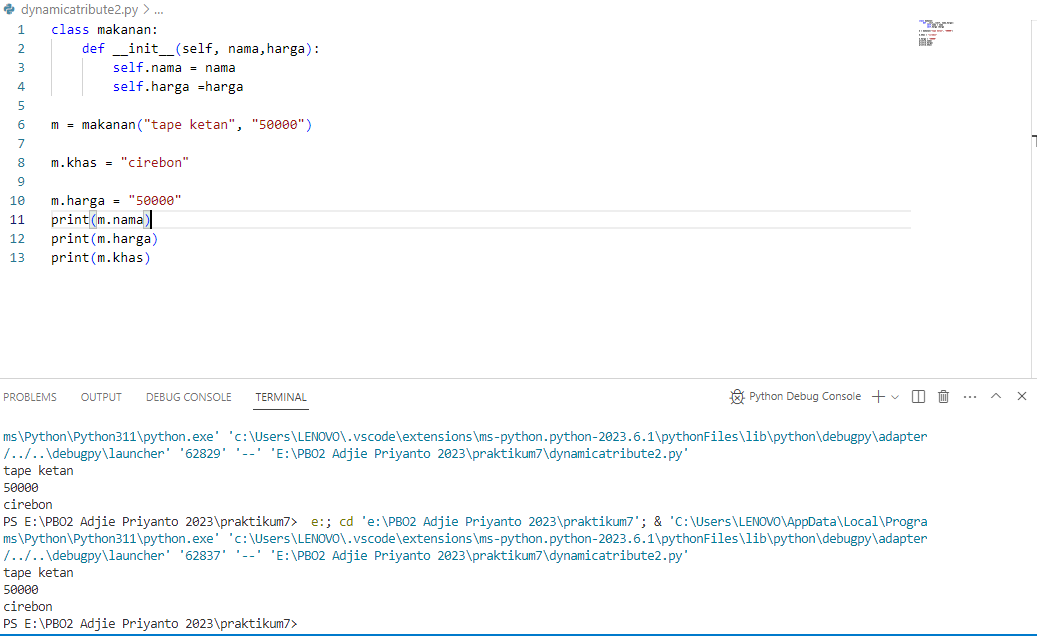 dynamicatribute2.py > ...
1 class makanan:
2     def __init__(self, nama,harga):
3         self.nama = nama
4         self.harga =harga
5
6 m = makanan("tape ketan", "50000")
7
8 m.khas = "cirebon"
9
10 m.harga = "50000"
11 print(m.nama)
12 print(m.harga)
13 print(m.khas)
PROBLEMS OUTPUT DEBUG CONSOLE TERMINAL Python Debug Console
ms\Python\Python311\python.exe' 'c:\Users\LENOVO\.vscode\extensions\ms-python.python-2023.6.1\pythonFiles\lib\python\debugpy\adapter
/../..\debugpy\launcher' '62829' '--' 'E:\PBO2 Adjie Priyanto 2023\praktikum7\dynamicatribute2.py'
tape ketan
50000
cirebon
PS E:\PBO2 Adjie Priyanto 2023\praktikum7>  e:; cd 'e:\PBO2 Adjie Priyanto 2023\praktikum7'; & 'C:\Users\LENOVO\AppData\Local\Progra
ms\Python\Python311\python.exe' 'c:\Users\LENOVO\.vscode\extensions\ms-python.python-2023.6.1\pythonFiles\lib\python\debugpy\adapter
/../..\debugpy\launcher' '62837' '--' 'E:\PBO2 Adjie Priyanto 2023\praktikum7\dynamicatribute2.py'
tape ketan
50000
cirebon
PS E:\PBO2 Adjie Priyanto 2023\praktikum7>